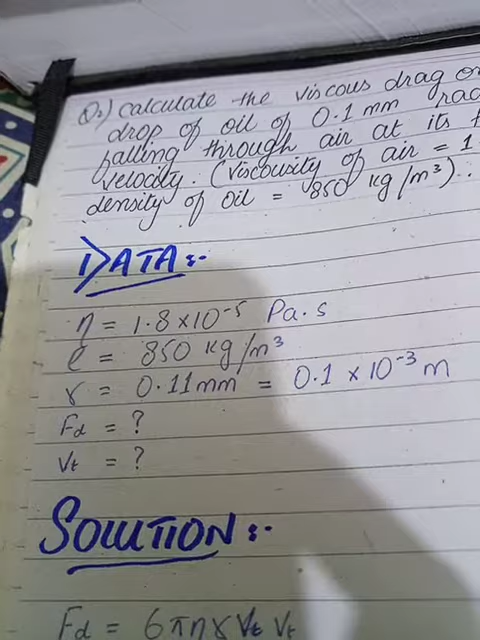 Q:) Calculate the viscous drag on
drop of oil of 0.1 mm rad
falling through air at its t
velocity. (Viscousity of air = 1
density of oil = 850 kg/m³).
DATA:-
η = 1.8×10⁻⁵ Pa.s
ρ = 850 kg/m³
r = 0.11mm = 0.1 × 10⁻³ m
Fd = ?
Vt = ?
SOLUTION:-
Fd = 6πηr Vt Vt